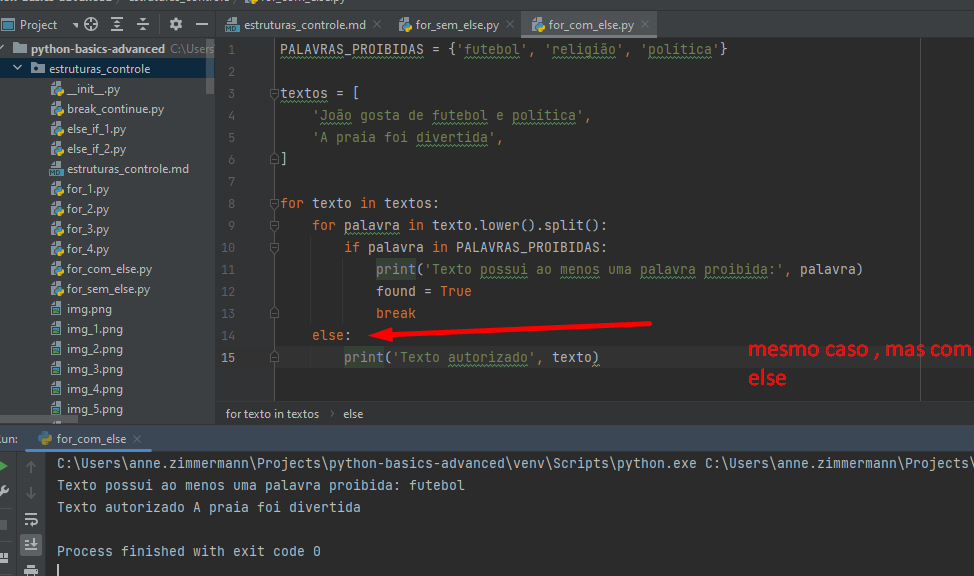 python-basics-advanced estruturas_controle for_com_else.py
Project
estruturas_controle.md
for_sem_else.py
for_com_else.py
python-basics-advanced C:\Users
estruturas_controle
__init__.py
break_continue.py
else_if_1.py
else_if_2.py
estruturas_controle.md
for_1.py
for_2.py
for_3.py
for_4.py
for_com_else.py
for_sem_else.py
img.png
img_1.png
img_2.png
img_3.png
img_4.png
img_5.png
1 PALAVRAS_PROIBIDAS = {'futebol', 'religião', 'política'}
2
3 textos = [
4 'João gosta de futebol e política',
5 'A praia foi divertida',
6 ]
7
8 for texto in textos:
9 for palavra in texto.lower().split():
10 if palavra in PALAVRAS_PROIBIDAS:
11 print('Texto possui ao menos uma palavra proibida:', palavra)
12 found = True
13 break
14 else:
15 print('Texto autorizado', texto)
mesmo caso , mas com
else
for texto in textos › else
for_com_else
C:\Users\anne.zimmermann\Projects\python-basics-advanced\venv\Scripts\python.exe C:\Users\anne.zimmermann\Projects\
Texto possui ao menos uma palavra proibida: futebol
Texto autorizado A praia foi divertida
Process finished with exit code 0